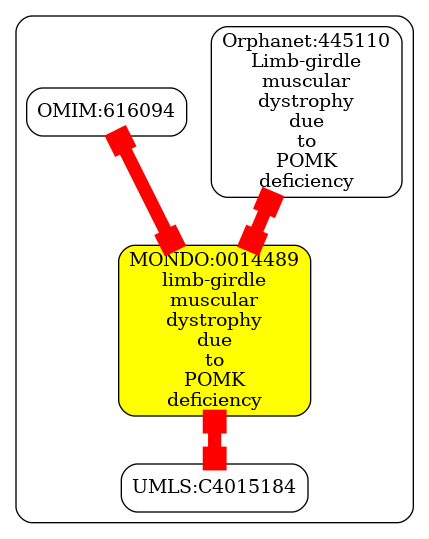 Orphanet:445110
Limb-girdle
muscular
dystrophy
due
to
POMK
deficiency
OMIM:616094
MONDO:0014489
limb-girdle
muscular
dystrophy
due
to
POMK
deficiency
UMLS:C4015184